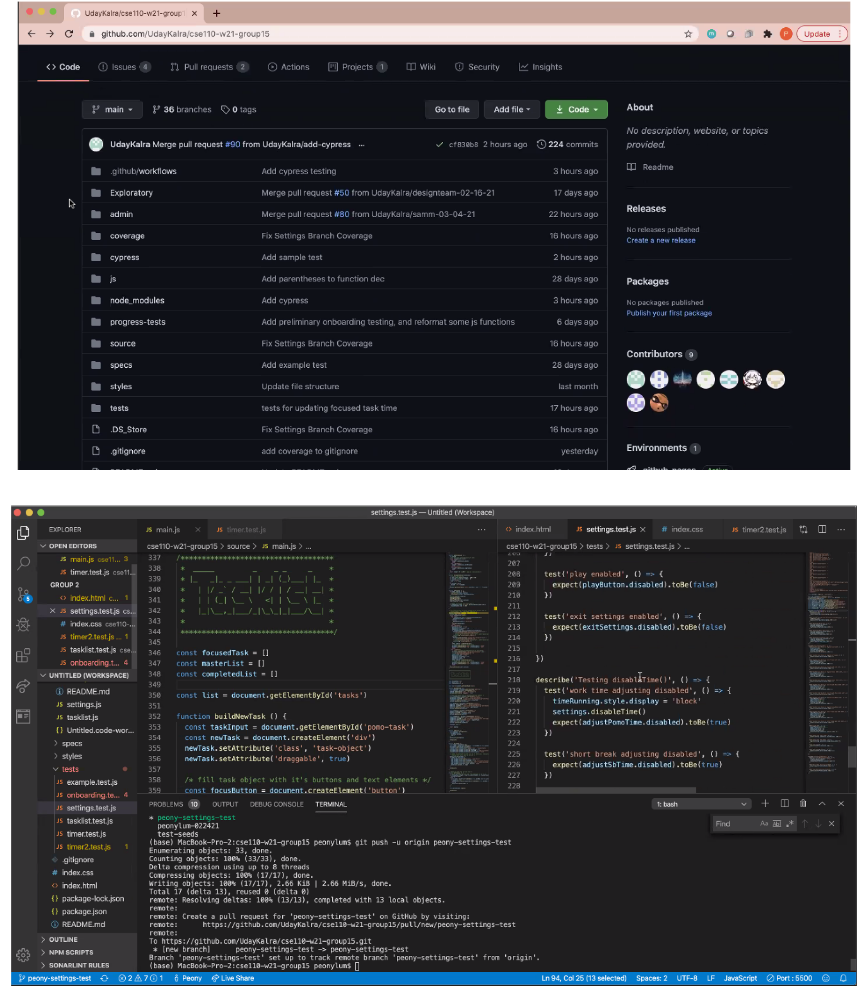 UdayKalra/cse110-w21-group1
github.com/UdayKalra/cse110-w21-group15
Update
Code
Issues 4
Pull requests 2
Actions
Projects 1
Wiki
Security
Insights
main
36 branches
0 tags
Go to file
Add file
Code
UdayKalra Merge pull request #90 from UdayKalra/add-cypress ...
cf830b8 2 hours ago
224 commits
.github/workflows Add cypress testing 3 hours ago
Exploratory Merge pull request #50 from UdayKalra/designteam-02-16-21 17 days ago
admin Merge pull request #80 from UdayKalra/samm-03-04-21 22 hours ago
coverage Fix Settings Branch Coverage 16 hours ago
cypress Add sample test 2 hours ago
js Add parentheses to function dec 28 days ago
node_modules Add cypress 3 hours ago
progress-tests Add preliminary onboarding testing, and reformat some js functions 6 days ago
source Fix Settings Branch Coverage 16 hours ago
specs Add example test 28 days ago
styles Update file structure last month
tests tests for updating focused task time 17 hours ago
.DS_Store Fix Settings Branch Coverage 16 hours ago
.gitignore add coverage to gitignore yesterday
About
No description, website, or topics
provided.
Readme
Releases
No releases published
Create a new release
Packages
No packages published
Publish your first package
Contributors 9
Environments 1
github-pages Active
settings.test.js — Untitled (Workspace)
EXPLORER
OPEN EDITORS
JS main.js cse11... 3
JS timer.test.js cse11...
GROUP 2
index.html c... 1
JS settings.test.js cs...
# index.css cse110-...
JS timer2.test.js ... 1
JS tasklist.test.js cse...
JS onboarding.t... 4
UNTITLED (WORKSPACE)
README.md
JS settings.js
JS tasklist.js
{} Untitled.code-wor...
specs
styles
tests
JS example.test.js
JS onboarding.te... 4
JS settings.test.js
JS tasklist.test.js
JS timer.test.js
JS timer2.test.js 1
.gitignore
# index.css
index.html
{} package-lock.json
{} package.json
README.md
OUTLINE
NPM SCRIPTS
SONARLINT RULES
JS main.js
JS timer.test.js
cse110-w21-group15 > source > JS main.js > ...
337 /***********************************
338
339
340
341
342
343
344 ***********************************/
345
346 const focusedTask = []
347 const masterList = []
348 const completedList = []
349
350 const list = document.getElementById('tasks')
351
352 function buildNewTask () {
353 const taskInput = document.getElementById('pomo-task')
354 const newTask = document.createElement('div')
355 newTask.setAttribute('class', 'task-object')
356 newTask.setAttribute('draggable', true)
357
358 /* fill task object with it's buttons and text elements */
359 const focusButton = document.createElement('button')
index.html
JS settings.test.js
# index.css
JS timer2.test.js
cse110-w21-group15 > tests > JS settings.test.js > ...
207
208 test('play enabled', () => {
209 expect(playButton.disabled).toBe(false)
210 })
211
212 test('exit settings enabled', () => {
213 expect(exitSettings.disabled).toBe(false)
214 })
215
216 })
217
218 describe('Testing disableTime()', () => {
219 test('work time adjusting disabled', () => {
220 timeRunning.style.display = 'block'
221 settings.disableTime()
222 expect(adjustPomoTime.disabled).toBe(true)
223 })
224
225 test('short break adjusting disabled', () => {
226 expect(adjustSbTime.disabled).toBe(true)
227 })
228
PROBLEMS 10
OUTPUT
DEBUG CONSOLE
TERMINAL
1: bash
Find
* peony-settings-test
peonylum-022421
test-seeds
(base) MacBook-Pro-2:cse110-w21-group15 peonylum$ git push -u origin peony-settings-test
Enumerating objects: 33, done.
Counting objects: 100% (33/33), done.
Delta compression using up to 8 threads
Compressing objects: 100% (17/17), done.
Writing objects: 100% (17/17), 2.66 KiB | 2.66 MiB/s, done.
Total 17 (delta 13), reused 0 (delta 0)
remote: Resolving deltas: 100% (13/13), completed with 13 local objects.
remote:
remote: Create a pull request for 'peony-settings-test' on GitHub by visiting:
remote: https://github.com/UdayKalra/cse110-w21-group15/pull/new/peony-settings-test
remote:
To https://github.com/UdayKalra/cse110-w21-group15.git
* [new branch] peony-settings-test -> peony-settings-test
Branch 'peony-settings-test' set up to track remote branch 'peony-settings-test' from 'origin'.
(base) MacBook-Pro-2:cse110-w21-group15 peonylum$
peony-settings-test
2 7 1
Peony
Live Share
Ln 94, Col 25 (13 selected)
Spaces: 2
UTF-8
LF
JavaScript
Port : 5500